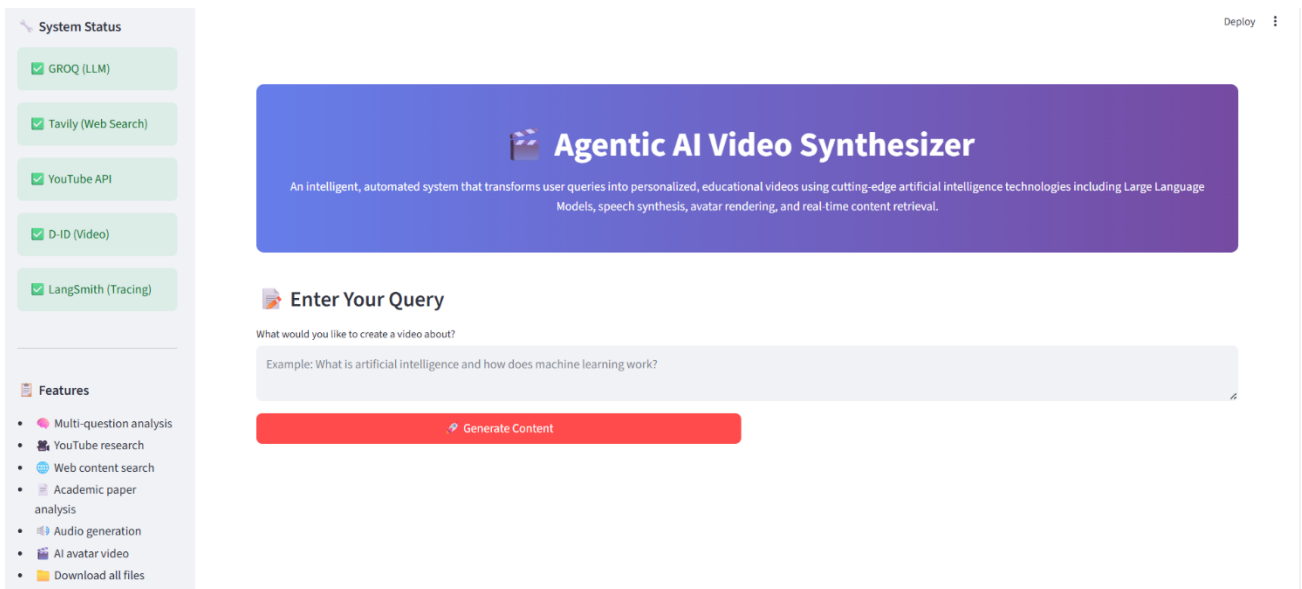 System Status
GROQ (LLM)
Tavily (Web Search)
YouTube API
D-ID (Video)
LangSmith (Tracing)
Features
Multi-question analysis
YouTube research
Web content search
Academic paper
analysis
Audio generation
AI avatar video
Download all files
Deploy
Agentic AI Video Synthesizer
An intelligent, automated system that transforms user queries into personalized, educational videos using cutting-edge artificial intelligence technologies including Large Language
Models, speech synthesis, avatar rendering, and real-time content retrieval.
Enter Your Query
What would you like to create a video about?
Example: What is artificial intelligence and how does machine learning work?
Generate Content